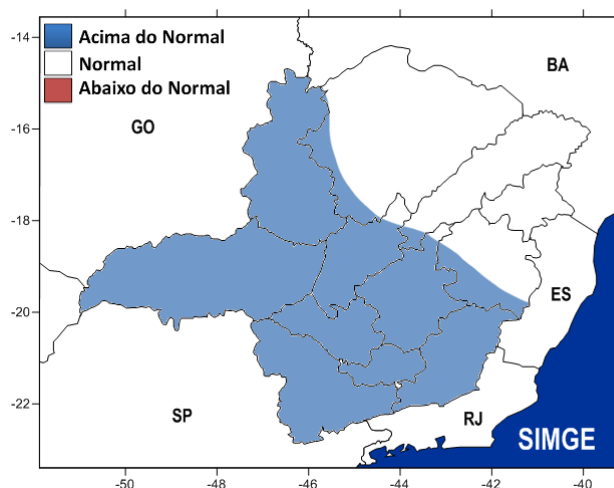 Acima do Normal
Normal
Abaixo do Normal
BA
GO
ES
SP
RJ
SIMGE
-14
-16
-18
-20
-22
-50
-48
-46
-44
-42
-40